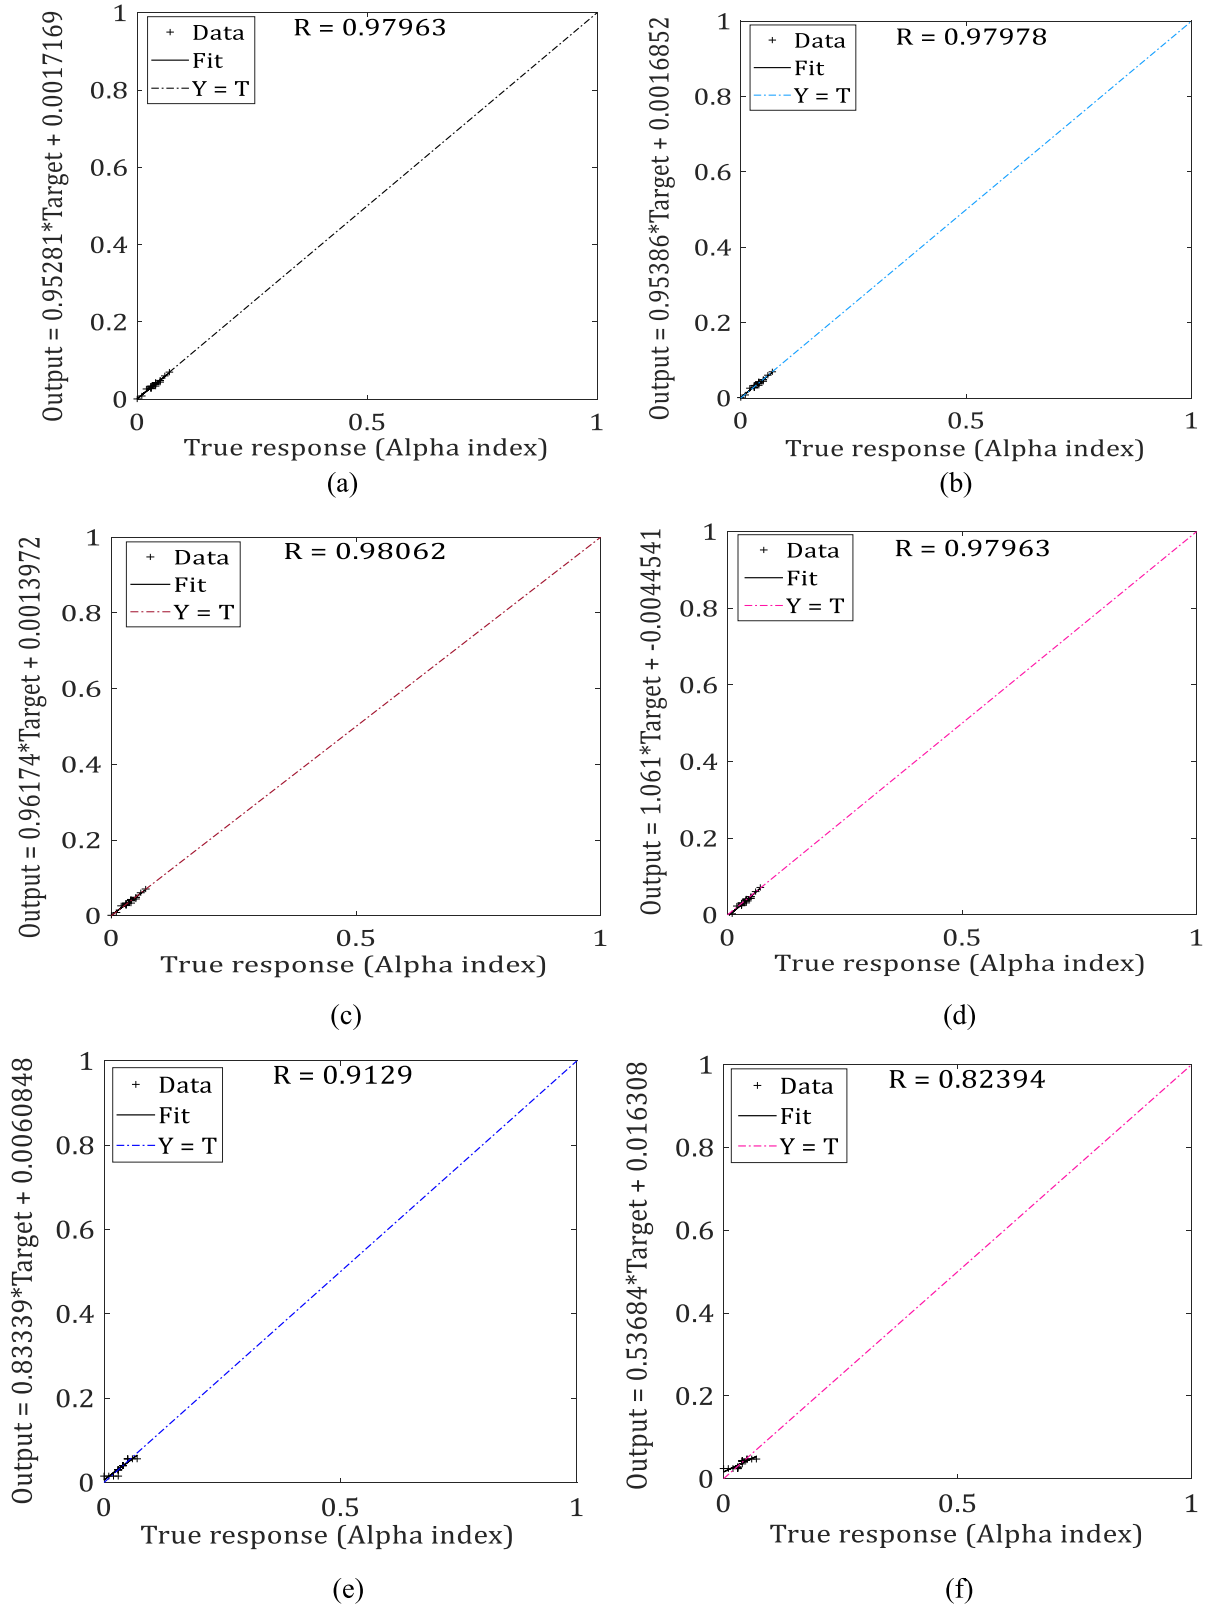 R = 0.97963
Data
Fit
Y = T
Output = 0.95281*Target + 0.0017169
1
0.8
0.6
0.4
0.2
0
0 0.5 1
True response (Alpha index)
(a)
R = 0.97978
Data
Fit
Y = T
Output = 0.95386*Target + 0.0016852
1
0.8
0.6
0.4
0.2
0
0 0.5 1
True response (Alpha index)
(b)
R = 0.98062
Data
Fit
Y = T
Output = 0.96174*Target + 0.0013972
1
0.8
0.6
0.4
0.2
0
0 0.5 1
True response (Alpha index)
(c)
R = 0.97963
Data
Fit
Y = T
Output = 1.061*Target + -0.0044541
1
0.8
0.6
0.4
0.2
0
0 0.5 1
True response (Alpha index)
(d)
R = 0.9129
Data
Fit
Y = T
Output = 0.83339*Target + 0.0060848
1
0.8
0.6
0.4
0.2
0
0 0.5 1
True response (Alpha index)
(e)
R = 0.82394
Data
Fit
Y = T
Output = 0.53684*Target + 0.016308
1
0.8
0.6
0.4
0.2
0
0 0.5 1
True response (Alpha index)
(f)